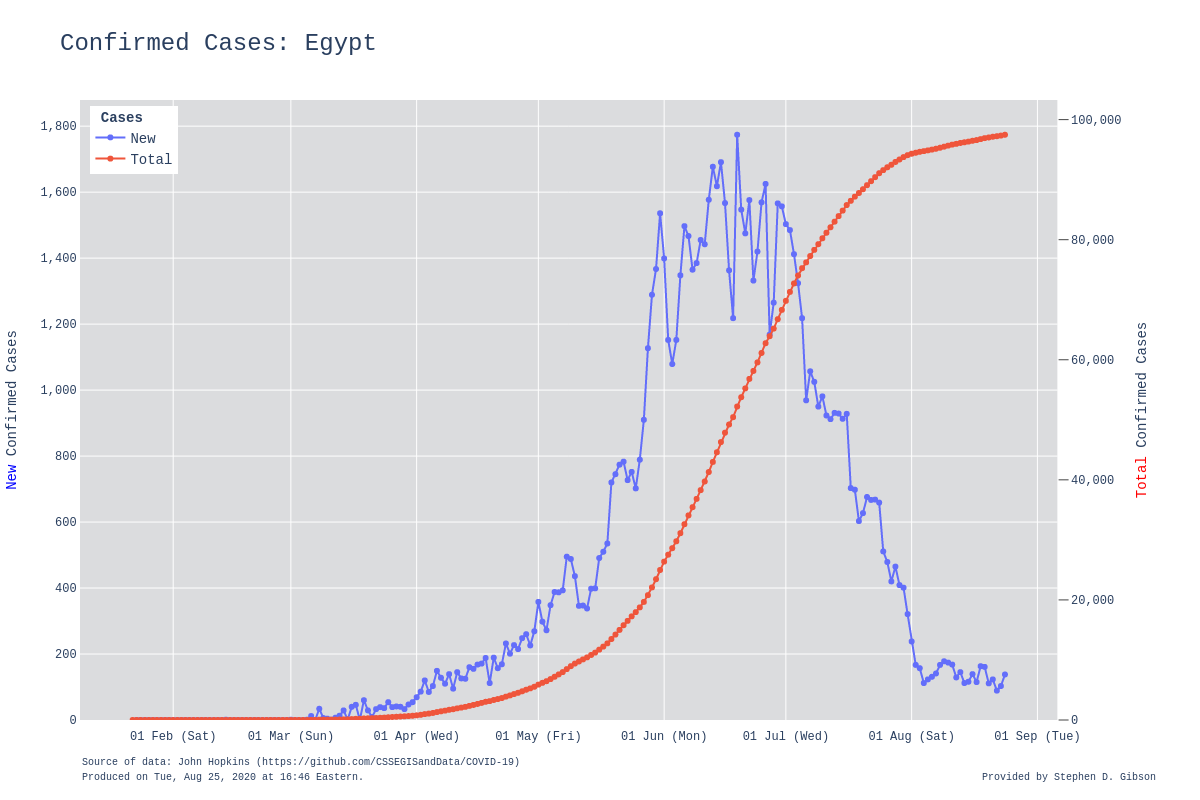 Confirmed Cases: Egypt
Cases
New
Total
1,800
1,600
1,400
1,200
1,000
800
600
400
200
0
100,000
80,000
60,000
40,000
20,000
0
New Confirmed Cases
Total Confirmed Cases
01 Feb (Sat) 01 Mar (Sun) 01 Apr (Wed) 01 May (Fri) 01 Jun (Mon) 01 Jul (Wed) 01 Aug (Sat) 01 Sep (Tue)
Source of data: John Hopkins (https://github.com/CSSEGISandData/COVID-19)
Produced on Tue, Aug 25, 2020 at 16:46 Eastern.
Provided by Stephen D. Gibson